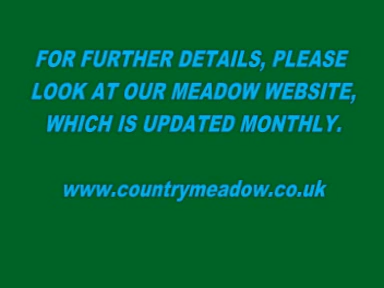 FOR FURTHER DETAILS, PLEASE
LOOK AT OUR MEADOW WEBSITE,
WHICH IS UPDATED MONTHLY.
www.countrymeadow.co.uk